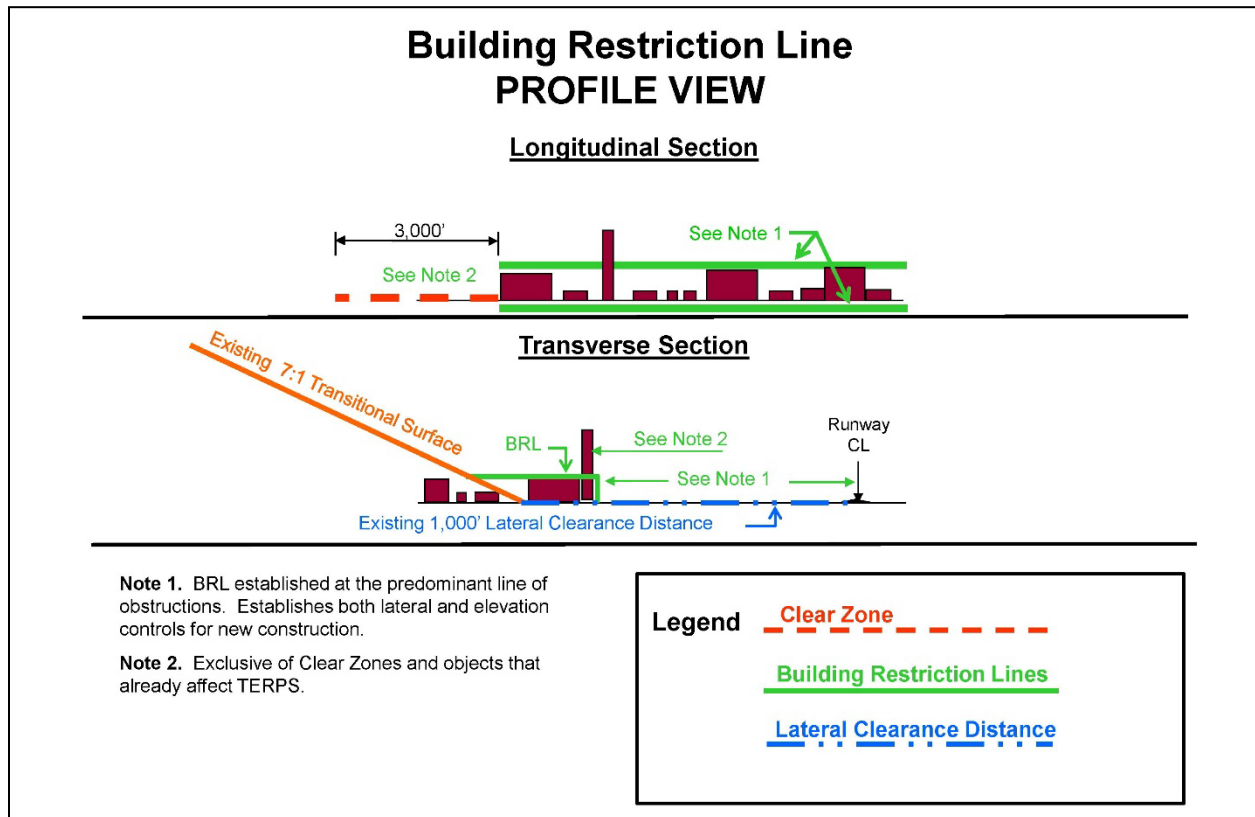 Building Restriction Line
PROFILE VIEW
Longitudinal Section
3,000'
See Note 1
See Note 2
Transverse Section
Existing 7:1 Transitional Surface
BRL
See Note 2
Runway
CL
See Note 1
Existing 1,000' Lateral Clearance Distance
Note 1. BRL established at the predominant line of
obstructions. Establishes both lateral and elevation
controls for new construction.
Note 2. Exclusive of Clear Zones and objects that
already affect TERPS.
Legend
Clear Zone
Building Restriction Lines
Lateral Clearance Distance